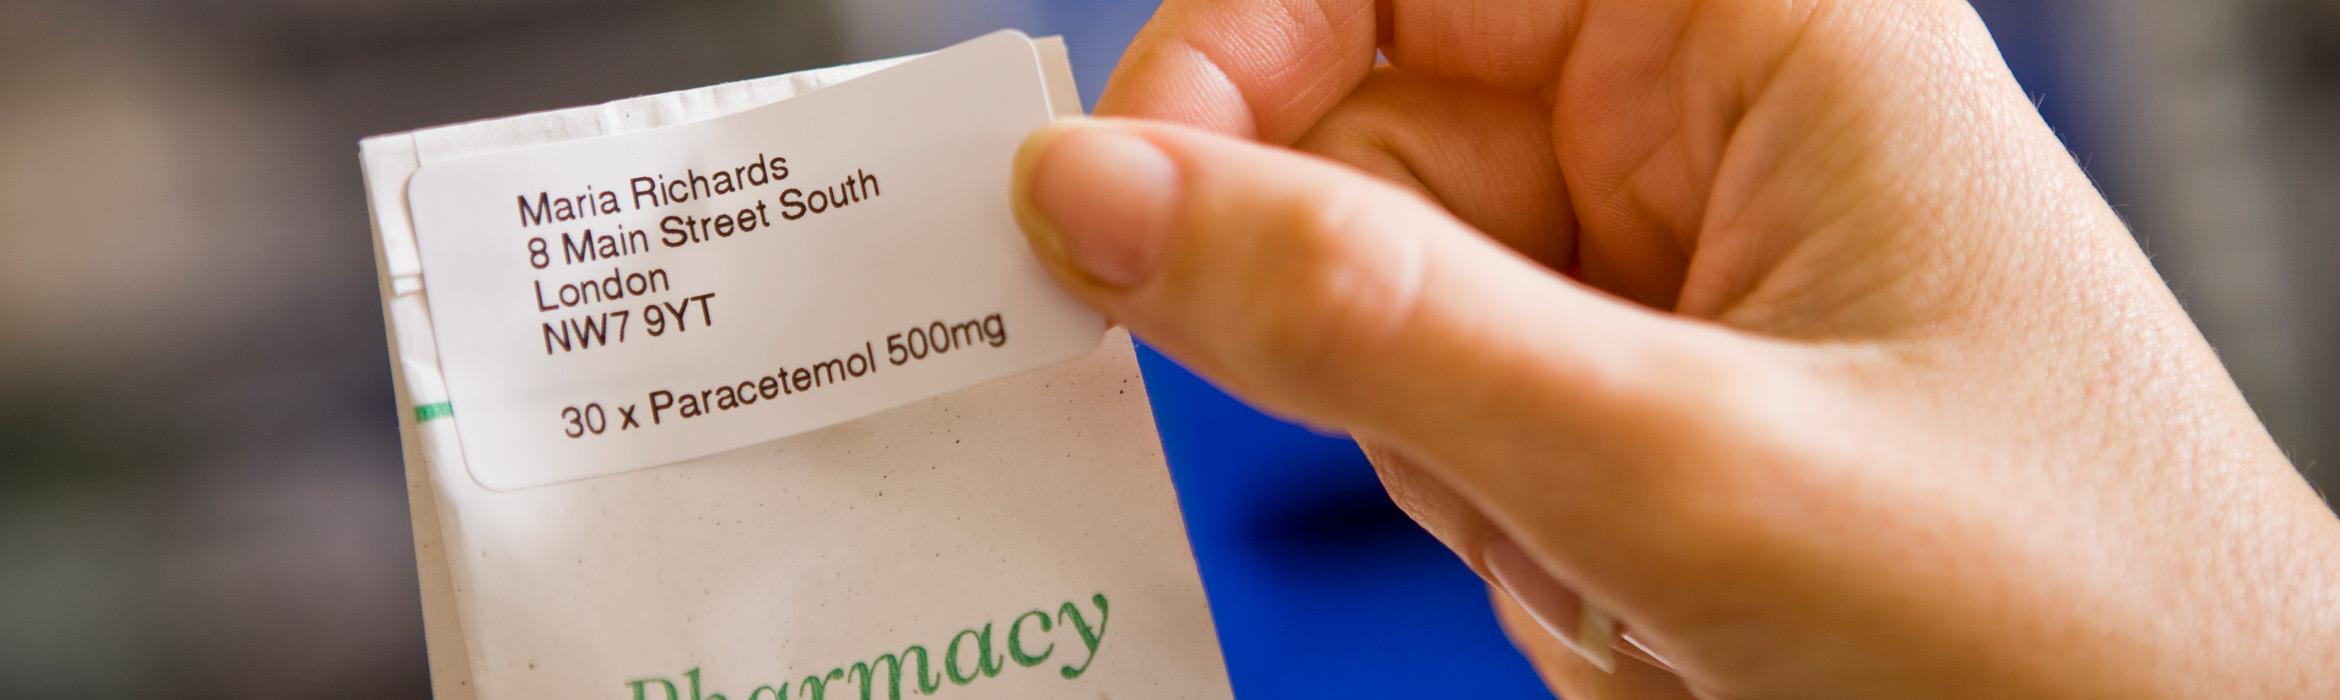 Maria Richards
8 Main Street South
London
NW7 9YT
30 x Paracetemol 500mg
Pharmacy